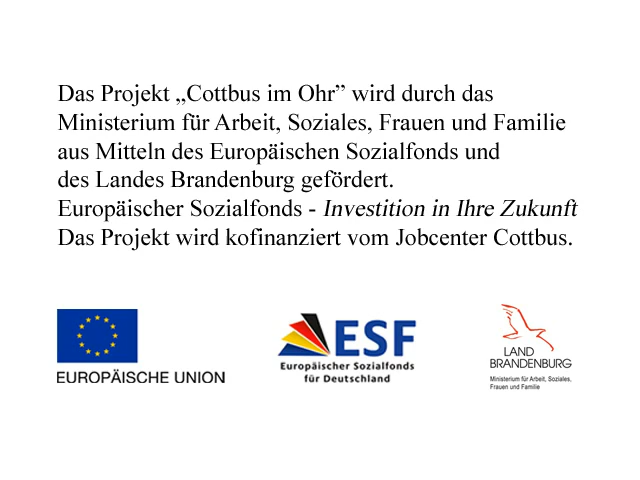 Das Projekt „Cottbus im Ohr” wird durch das
Ministerium für Arbeit, Soziales, Frauen und Familie
aus Mitteln des Europäischen Sozialfonds und
des Landes Brandenburg gefördert.
Europäischer Sozialfonds - Investition in Ihre Zukunft
Das Projekt wird kofinanziert vom Jobcenter Cottbus.
EUROPÄISCHE UNION
ESF
Europäischer Sozialfonds
für Deutschland
LAND
BRANDENBURG
Ministerium für Arbeit, Soziales,
Frauen und Familie